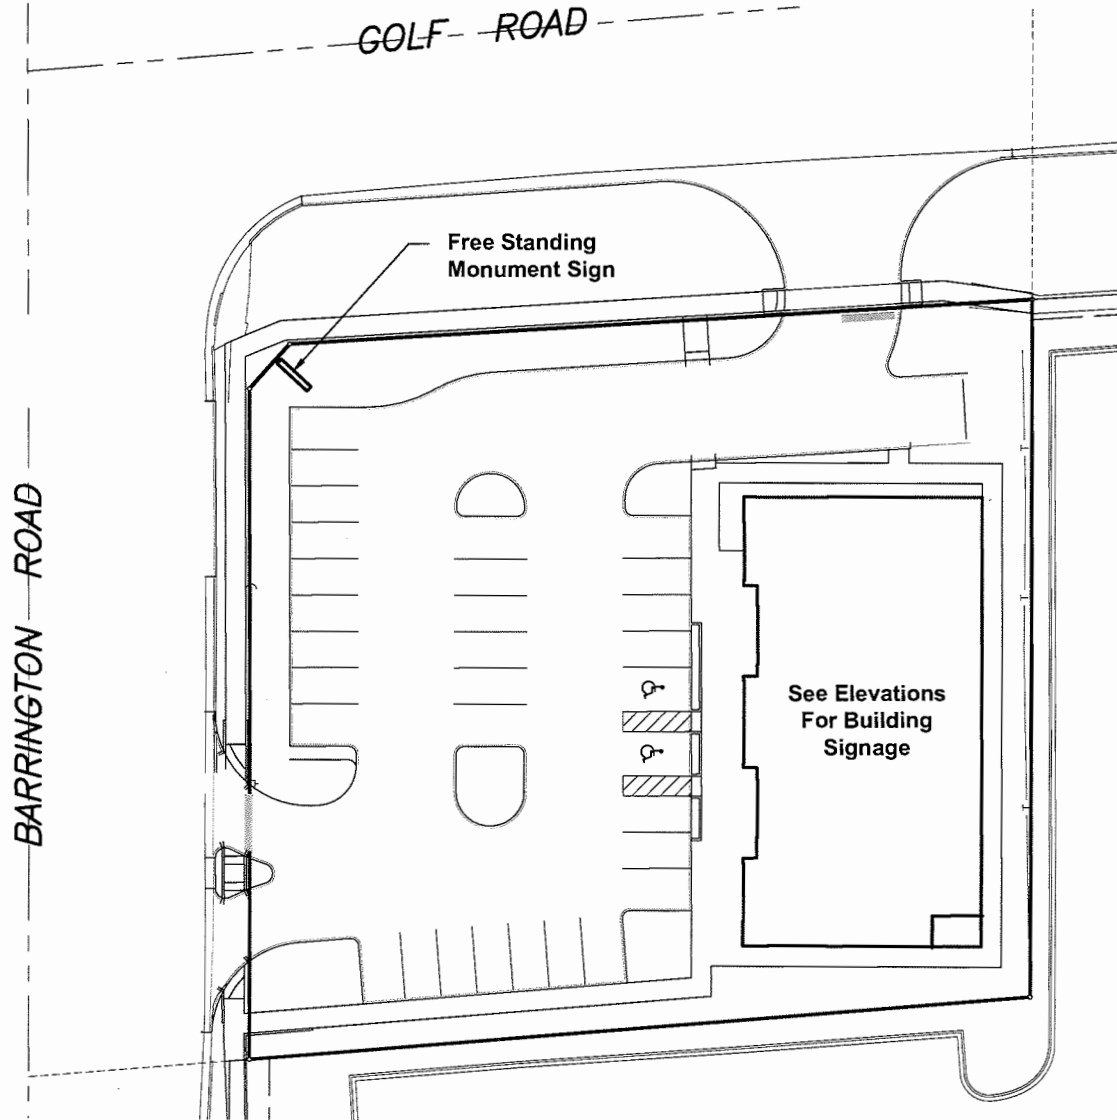 GOLF ROAD
Free Standing
Monument Sign
BARRINGTON ROAD
See Elevations
For Building
Signage